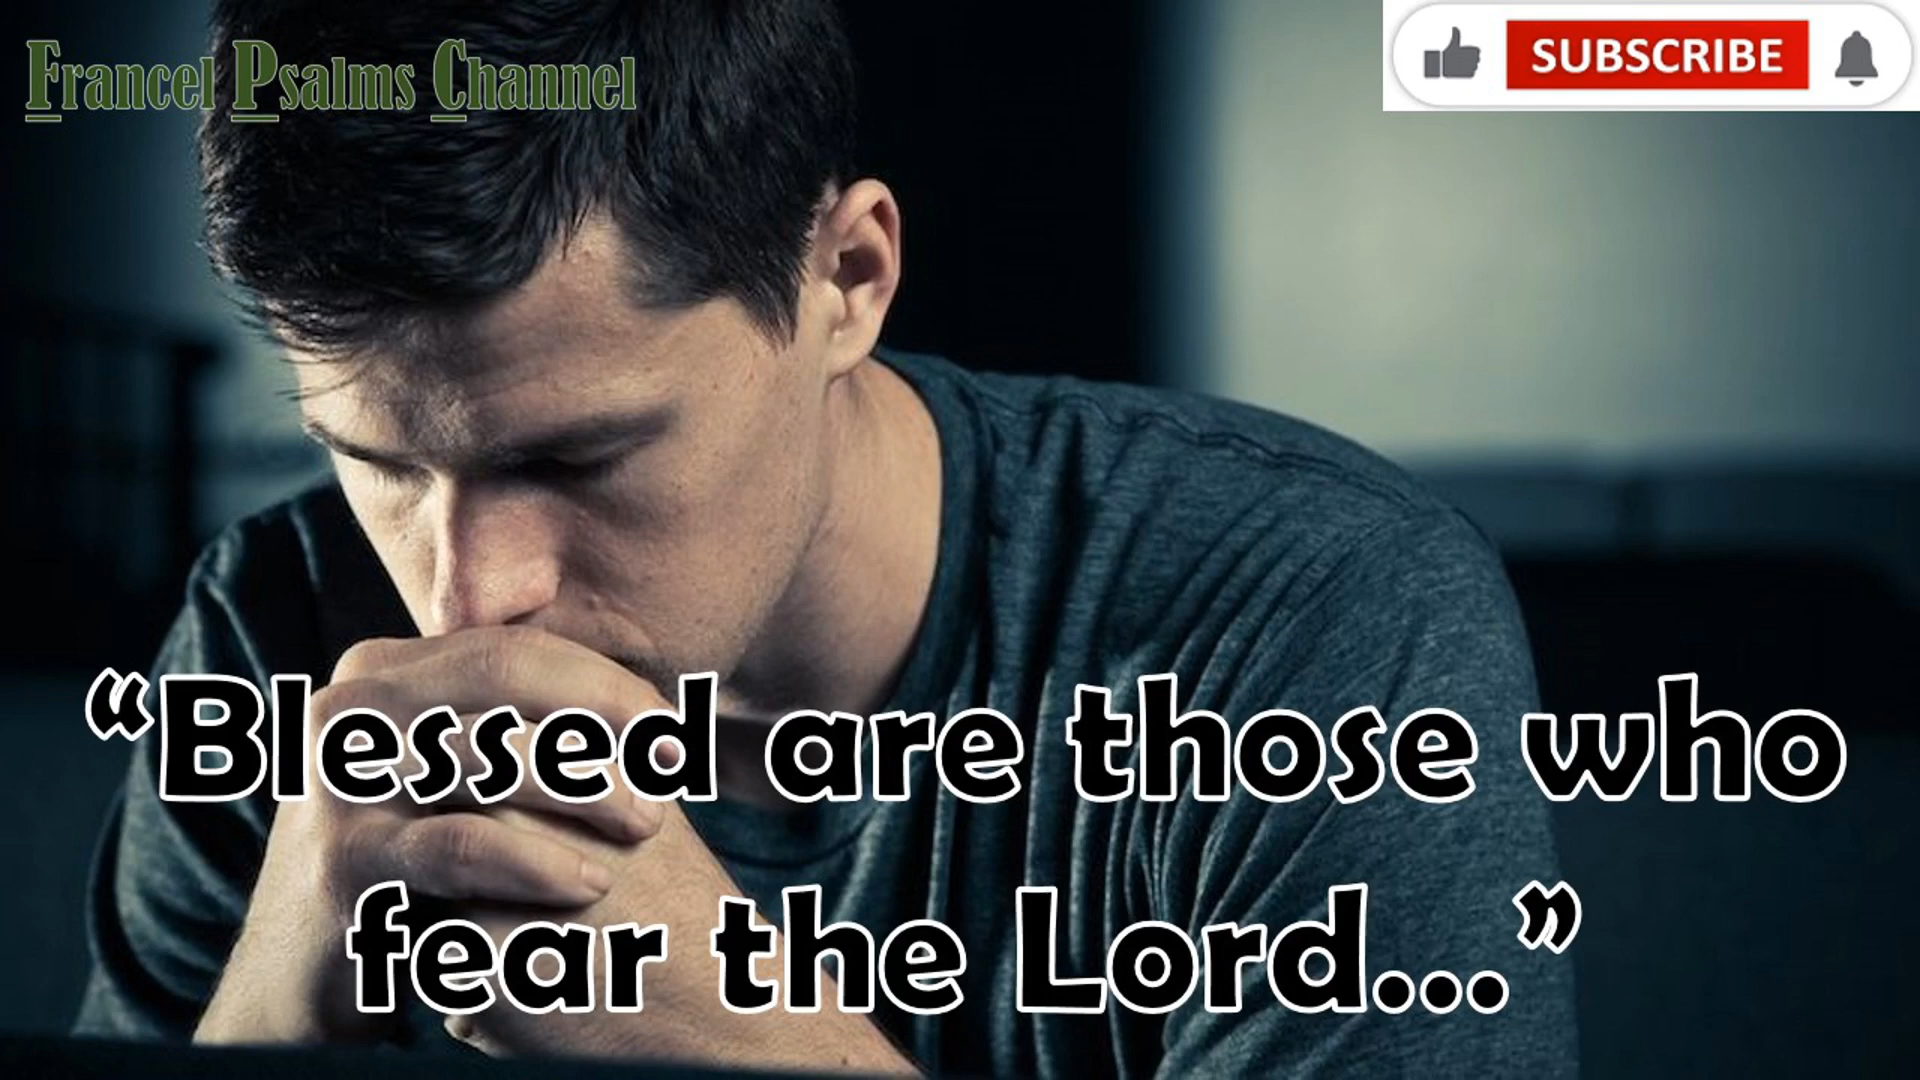 Francel Psalms Channel
SUBSCRIBE
“Blessed are those who
fear the Lord...”